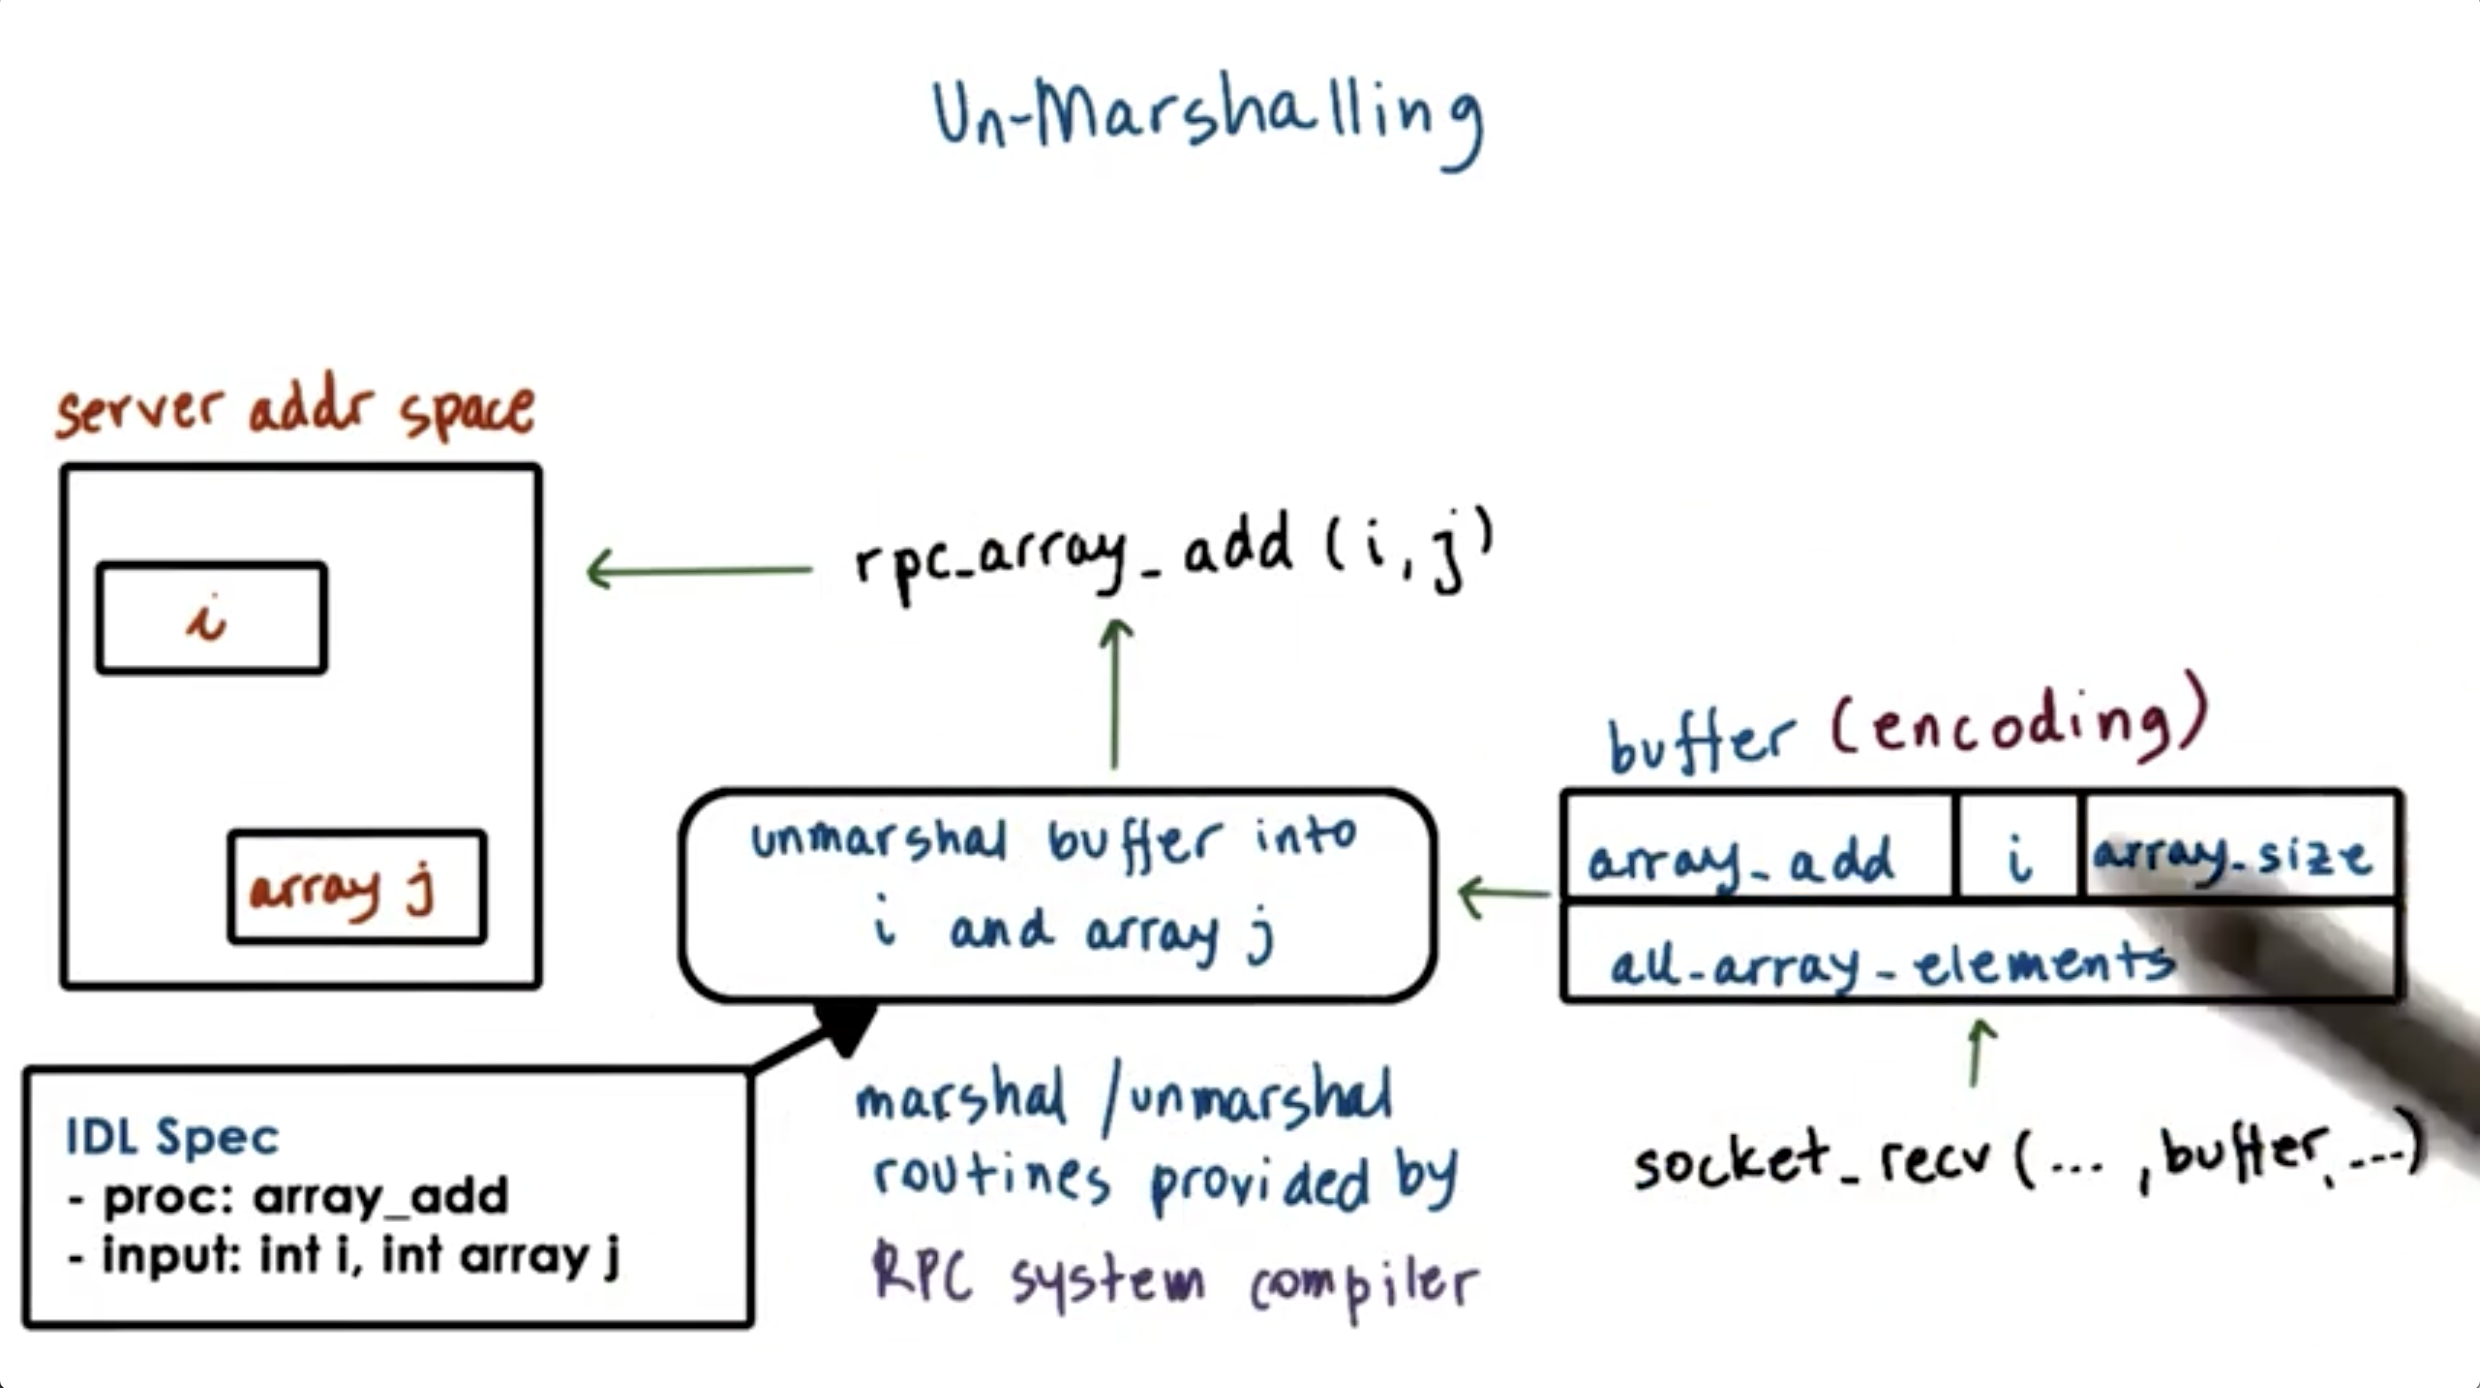 Un-Marshalling
server addr space
i
array j
rpc_array_add (i,j)
buffer (encoding)
array_add i array_size
all_array_elements
unmarshal buffer into
i and array j
socket_recv (... ,buffer, ...)
marshal /unmarshal
routines provided by
RPC system compiler
IDL Spec
- proc: array_add
- input: int i, int array j